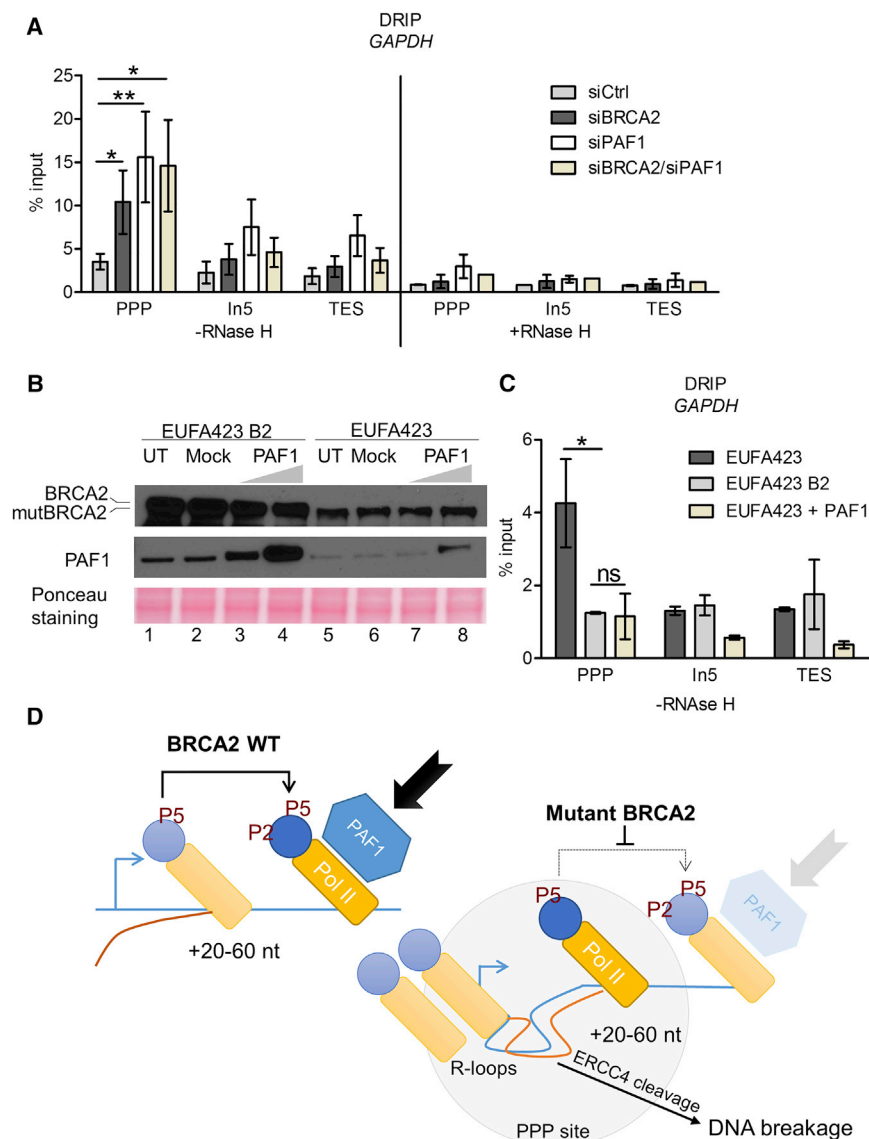 A
DRIP
GAPDH
% input
25
20
15
10
5
0
*
**
*
siCtrl
siBRCA2
siPAF1
siBRCA2/siPAF1
PPP In5 TES PPP In5 TES
-RNase H +RNase H
B
EUFA423 B2 EUFA423
UT Mock PAF1 UT Mock PAF1
BRCA2
mutBRCA2
PAF1
Ponceau
staining
1 2 3 4 5 6 7 8
C
DRIP
GAPDH
% input
6
4
2
0
*
ns
EUFA423
EUFA423 B2
EUFA423 + PAF1
PPP In5 TES
-RNAse H
D
BRCA2 WT
P5
P5
P2
PAF1
Pol II
+20-60 nt
Mutant BRCA2
P5
P5
P2
PAF1
Pol II
+20-60 nt
R-loops
ERCC4 cleavage
PPP site
DNA breakage